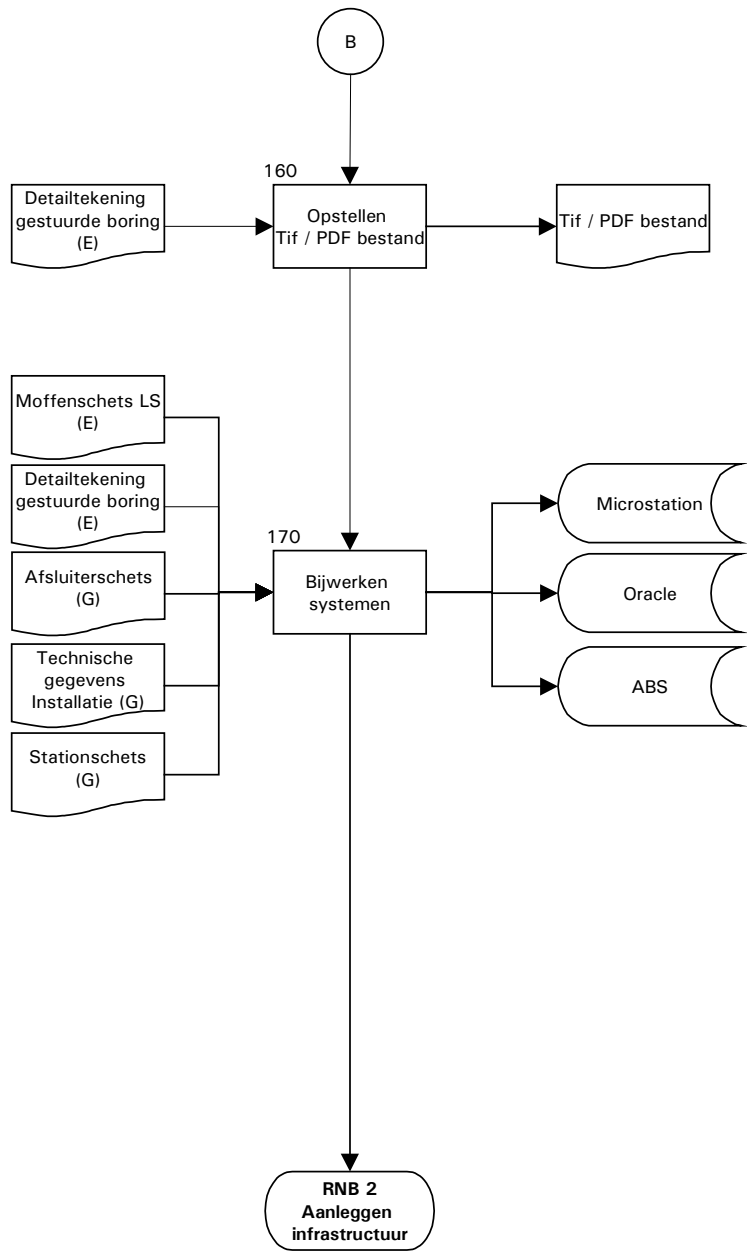 B
160
Detailtekening
gestuurde boring
(E)
Opstellen
Tif / PDF bestand
Tif / PDF bestand
Moffenschets LS
(E)
Detailtekening
gestuurde boring
(E)
Afsluiterschets
(G)
Technische
gegevens
Installatie (G)
Stationschets
(G)
170
Bijwerken
systemen
Microstation
Oracle
ABS
RNB 2
Aanleggen
infrastructuur